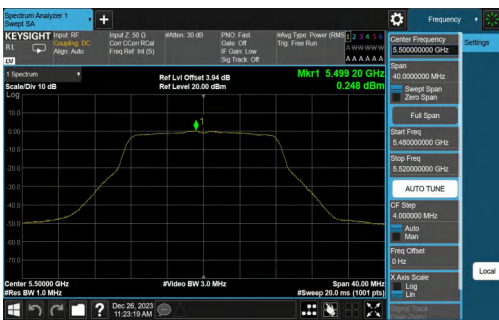 Spectrum Analyzer 1
Swept SA
Frequency
KEYSIGHT
RL
Input: RF
Coupling: DC
Align: Auto
Input Z: 50 Ω
Corr CCorr RCal
Freq Ref: Int (S)
#Atten: 30 dB
PNO: Fast
Gate: Off
IF Gain: Low
Sig Track: Off
#Avg Type: Power (RMS)
Trig: Free Run
1 2 3 4 5 6
A WWWWW
A A A A A A
Center Frequency
5.500000000 GHz
Settings
1 Spectrum
Scale/Div 10 dB
Log
Ref Lvl Offset 3.94 dB
Ref Level 20.00 dBm
Mkr1 5.499 20 GHz
0.248 dBm
Span
40.0000000 MHz
Swept Span
Zero Span
Full Span
Start Freq
5.480000000 GHz
Stop Freq
5.520000000 GHz
AUTO TUNE
CF Step
4.000000 MHz
Auto
Man
Freq Offset
0 Hz
X Axis Scale
Log
Lin
Local
Signal Track
10.0
0.00
-10.0
-20.0
-30.0
-40.0
-50.0
-60.0
-70.0
1
Center 5.50000 GHz
#Res BW 1.0 MHz
#Video BW 3.0 MHz
Span 40.00 MHz
#Sweep 20.0 ms (1001 pts)
?
Dec 26, 2023
11:23:19 AM